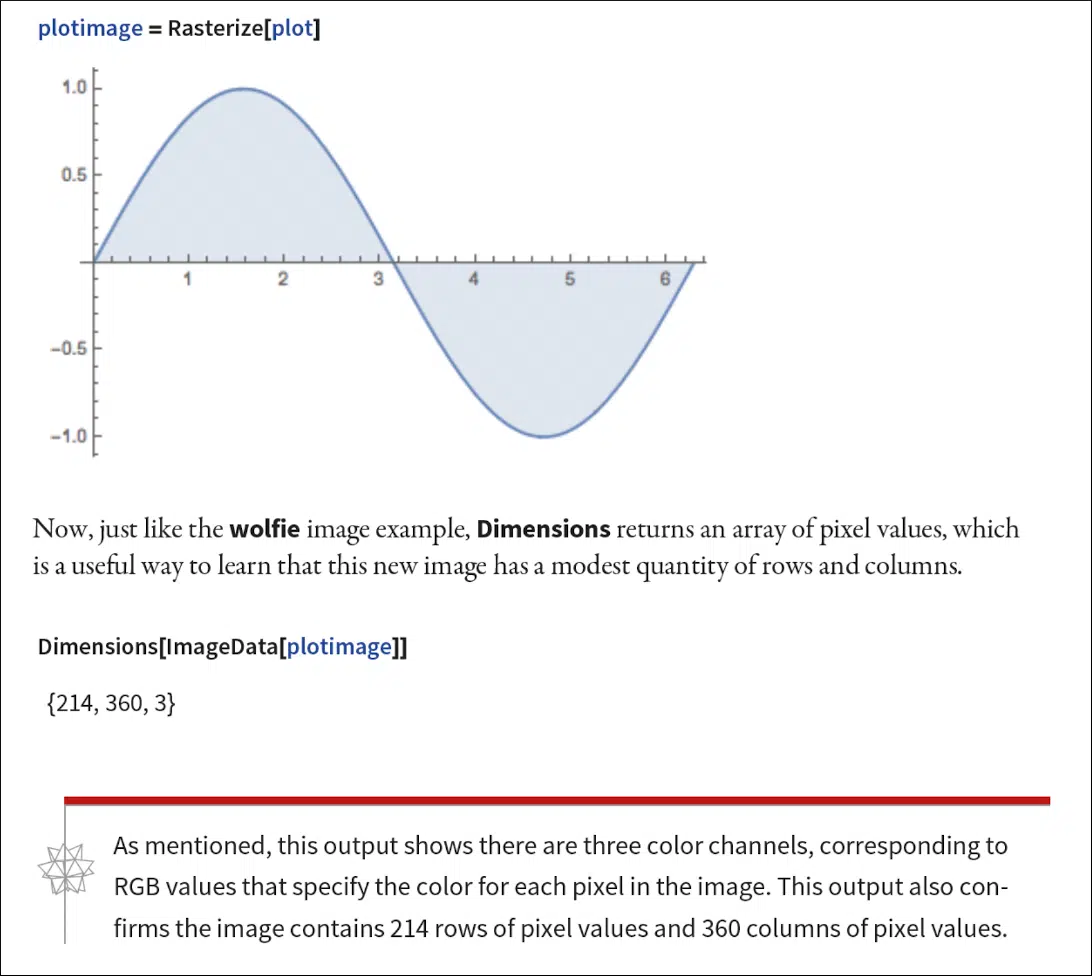 plotimage = Rasterize[plot]
1.0
0.5
1 2 3 4 5 6
−0.5
−1.0
Now, just like the wolfie image example, Dimensions returns an array of pixel values, which
is a useful way to learn that this new image has a modest quantity of rows and columns.
Dimensions[ImageData[plotimage]]
{214, 360, 3}
As mentioned, this output shows there are three color channels, corresponding to
RGB values that specify the color for each pixel in the image. This output also con-
firms the image contains 214 rows of pixel values and 360 columns of pixel values.